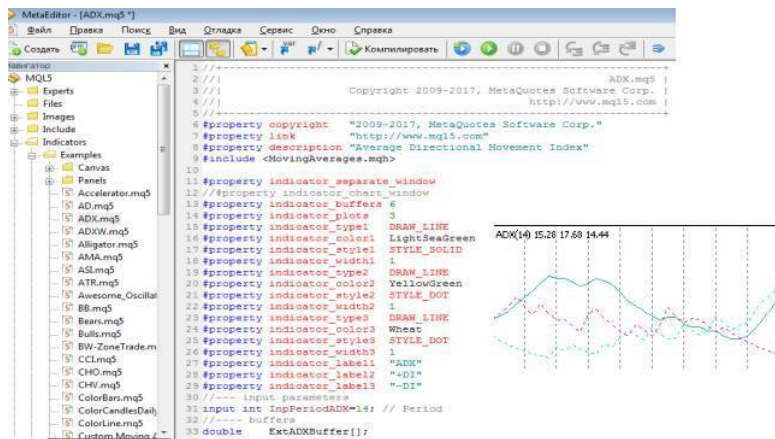 MetaEditor - [ADX.mq5 *]
Файл Правка Поиск Вид Отладка Сервис Окно Справка
Создать Компилировать
MQL5
Experts
Files
Images
Include
Indicators
Examples
Canvas
Panels
Accelerator.mq5
AD.mq5
ADX.mq5
ADXW.mq5
Alligator.mq5
AMA.mq5
ASI.mq5
ATR.mq5
Awesome_Oscillat
BB.mq5
Bears.mq5
Bulls.mq5
BW-ZoneTrade.m
CCI.mq5
CHO.mq5
CHV.mq5
ColorBars.mq5
ColorCandlesDaily
ColorLine.mq5
Custom Moving A
1 //+------------------------------------------------------------------+
2 //| ADX.mq5 |
3 //| Copyright 2009-2017, MetaQuotes Software Corp. |
4 //| http://www.mql5.com |
5 //+------------------------------------------------------------------+
6 #property copyright "2009-2017, MetaQuotes Software Corp."
7 #property link "http://www.mql5.com"
8 #property description "Average Directional Movement Index"
9 #include <MovingAverages.mqh>
10
11 #property indicator_separate_window
12 //#property indicator_chart_window
13 #property indicator_buffers 6
14 #property indicator_plots 3
15 #property indicator_type1 DRAW_LINE
16 #property indicator_color1 LightSeaGreen
17 #property indicator_style1 STYLE_SOLID
18 #property indicator_width1 1
19 #property indicator_type2 DRAW_LINE
20 #property indicator_color2 YellowGreen
21 #property indicator_style2 STYLE_DOT
22 #property indicator_width2 1
23 #property indicator_type3 DRAW_LINE
24 #property indicator_color3 Wheat
25 #property indicator_style3 STYLE_DOT
26 #property indicator_width3 1
27 #property indicator_label1 "ADX"
28 #property indicator_label2 "+DI"
29 #property indicator_label3 "-DI"
30 //--- input parameters
31 input int InpPeriodADX=14; // Period
32 //---- buffers
33 double ExtADXBuffer[];
ADX(14) 15.28 17.68 14.44